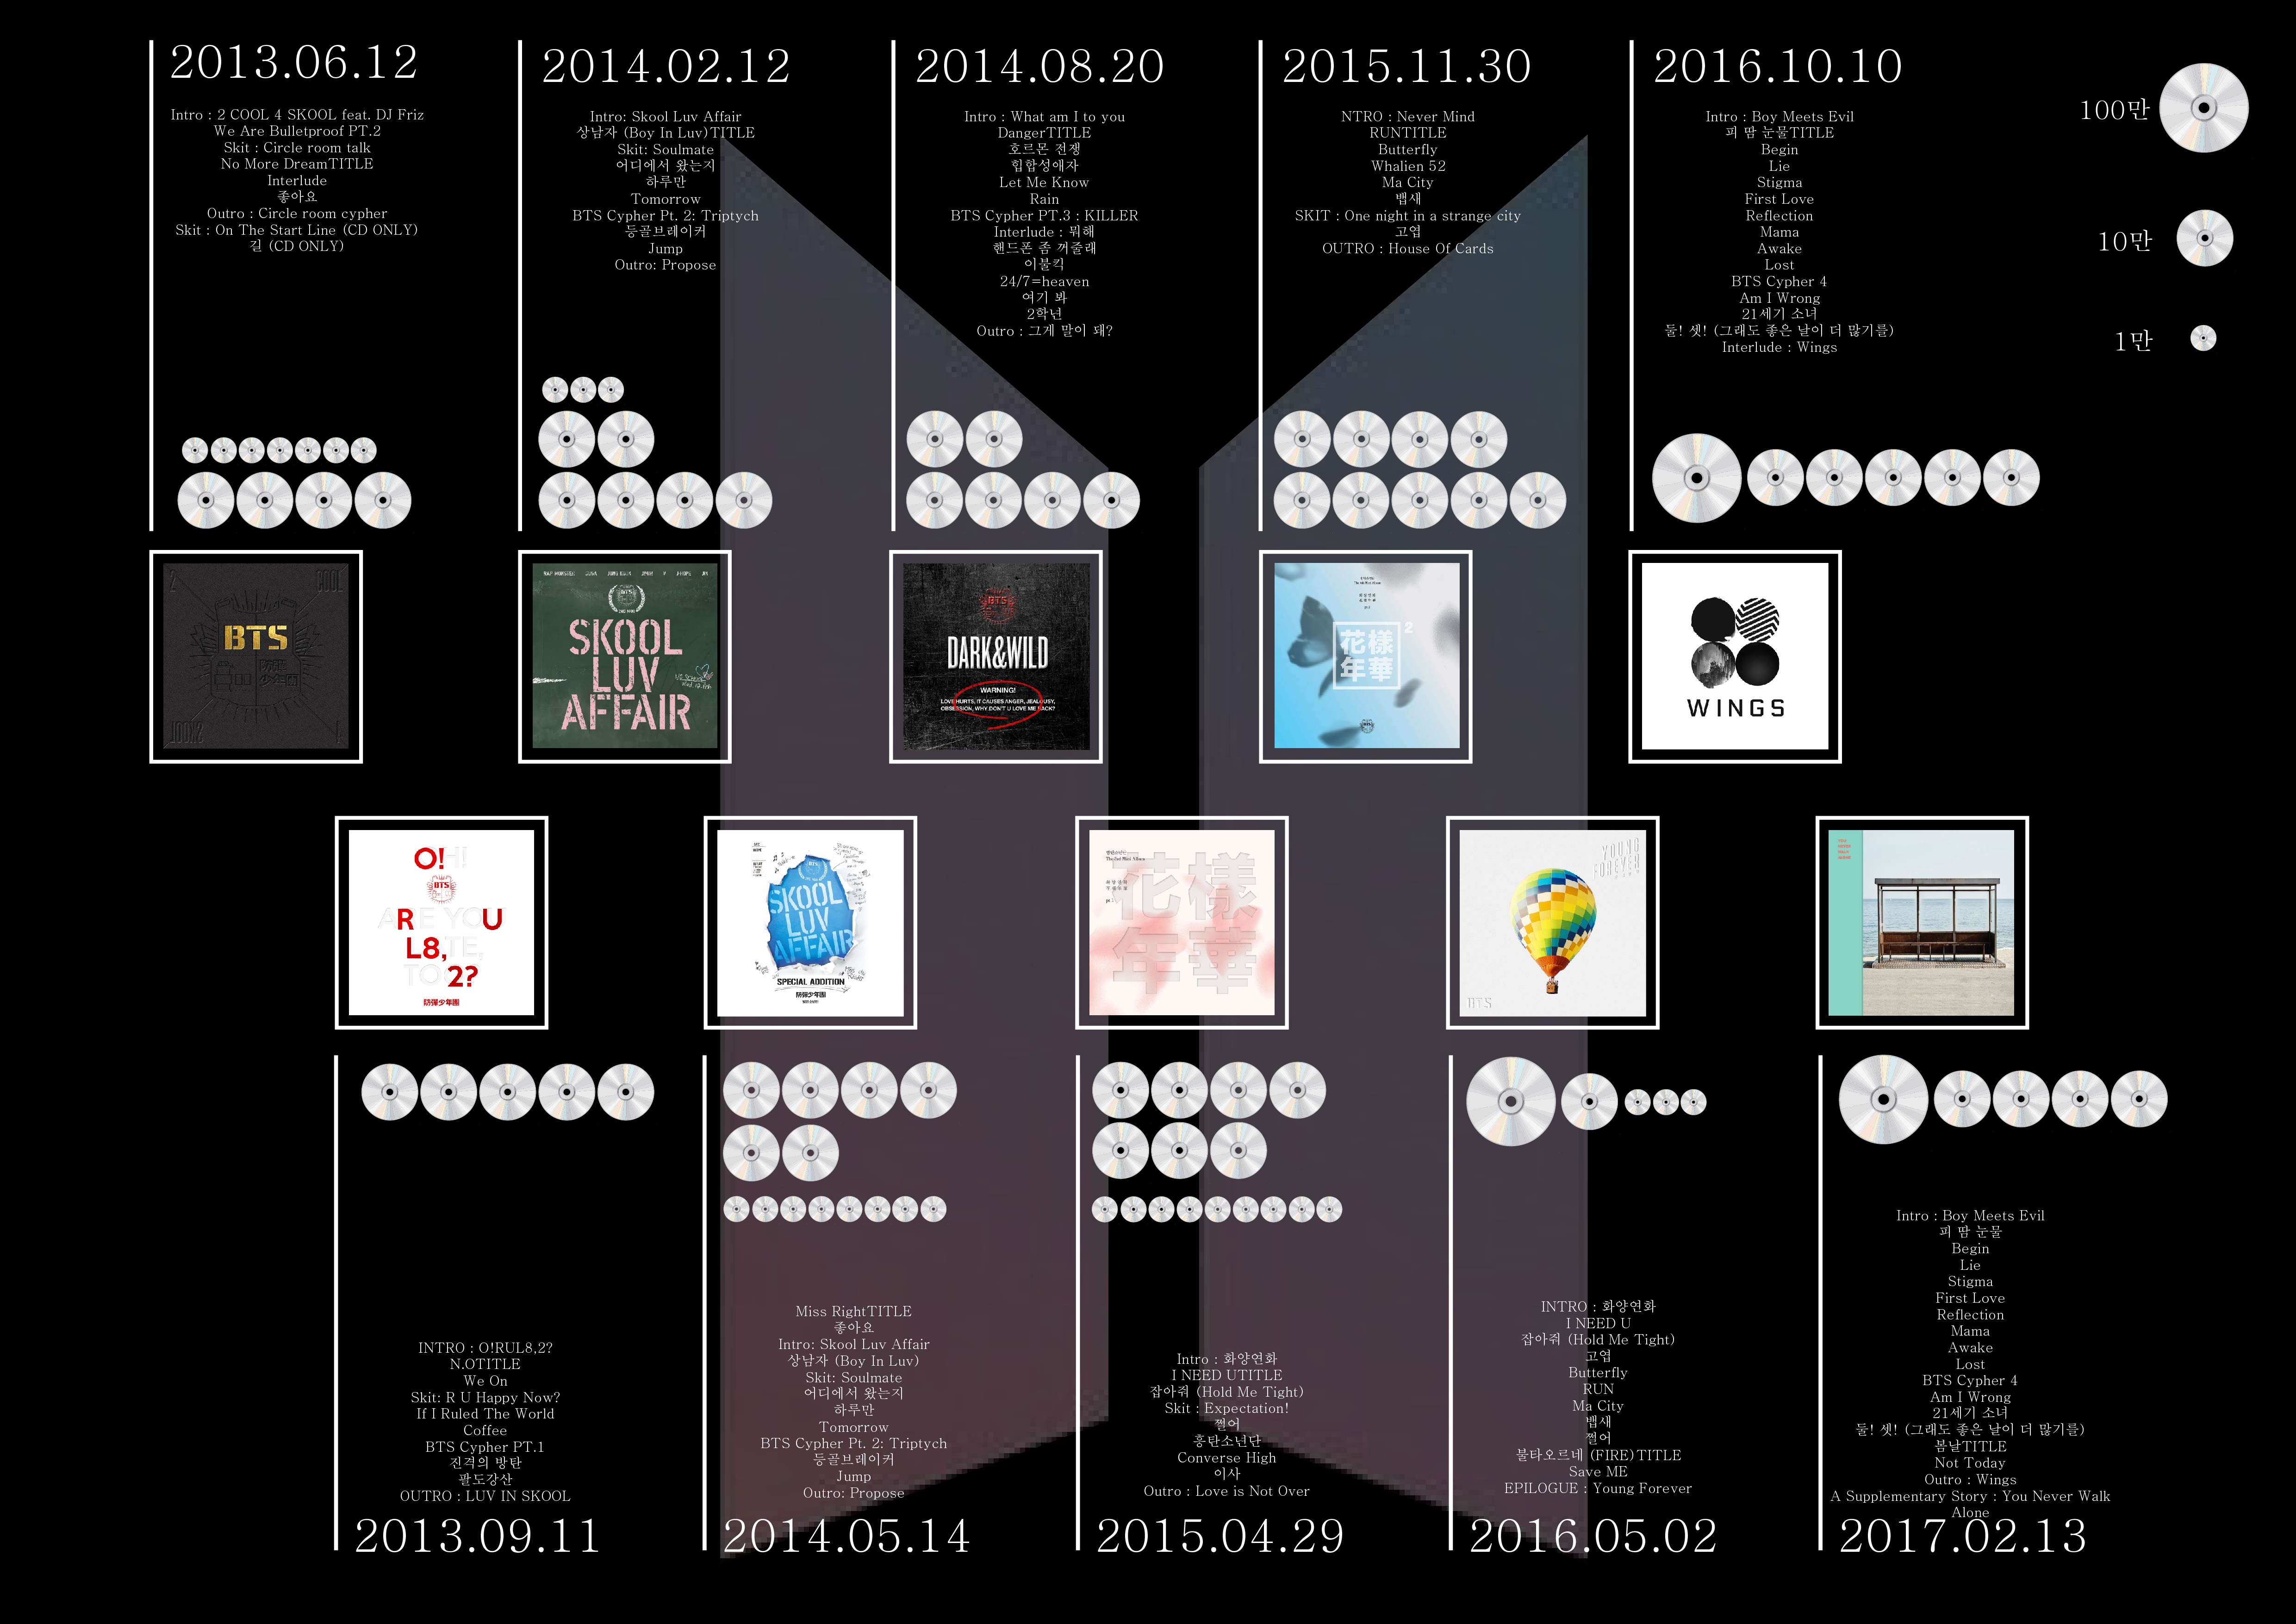 2013.06.12
Intro : 2 COOL 4 SKOOL feat. DJ Friz
We Are Bulletproof PT.2
Skit : Circle room talk
No More DreamTITLE
Interlude
좋아요
Outro : Circle room cypher
Skit : On The Start Line (CD ONLY)
길 (CD ONLY)
2014.02.12
Intro: Skool Luv Affair
상남자 (Boy In Luv)TITLE
Skit: Soulmate
어디에서 왔는지
하루만
Tomorrow
BTS Cypher Pt. 2: Triptych
등골브레이커
Jump
Outro: Propose
2014.08.20
Intro : What am I to you
DangerTITLE
호르몬 전쟁
힙합성애자
Let Me Know
Rain
BTS Cypher PT.3 : KILLER
Interlude : 뭐해
핸드폰 좀 꺼줄래
이불킥
24/7=heaven
여기 봐
2학년
Outro : 그게 말이 돼?
2015.11.30
NTRO : Never Mind
RUNTITLE
Butterfly
Whalien 52
Ma City
뱁새
SKIT : One night in a strange city
고엽
OUTRO : House Of Cards
2016.10.10
Intro : Boy Meets Evil
피 땀 눈물TITLE
Begin
Lie
Stigma
First Love
Reflection
Mama
Awake
Lost
BTS Cypher 4
Am I Wrong
21세기 소녀
둘! 셋! (그래도 좋은 날이 더 많기를)
Interlude : Wings
100만
10만
1만
2 COOL
BTS
4 SKOOL
BTS
SKOOL
LUV
AFFAIR
BTS
DARK&WILD
WARNING!
LOVE HURTS, IT CAUSES ANGER, JEALOUSY,
OBSESSION, WHY DON'T U LOVE ME BACK?
花樣 2
年華
WINGS
O!H!
BTS
ARE YOU
L8,TE,
TOO2?
防彈少年團
SKOOL
LUV
AFFAIR
SPECIAL ADDITION
防彈少年團
花樣
年華
YOUNG
FOREVER
BTS
INTRO : O!RUL8,2?
N.OTITLE
We On
Skit: R U Happy Now?
If I Ruled The World
Coffee
BTS Cypher PT.1
진격의 방탄
팔도강산
OUTRO : LUV IN SKOOL
2013.09.11
Miss RightTITLE
좋아요
Intro: Skool Luv Affair
상남자 (Boy In Luv)
Skit: Soulmate
어디에서 왔는지
하루만
Tomorrow
BTS Cypher Pt. 2: Triptych
등골브레이커
Jump
Outro: Propose
2014.05.14
Intro : 화양연화
I NEED UTITLE
잡아줘 (Hold Me Tight)
Skit : Expectation!
쩔어
흥탄소년단
Converse High
이사
Outro : Love is Not Over
2015.04.29
INTRO : 화양연화
I NEED U
잡아줘 (Hold Me Tight)
고엽
Butterfly
RUN
Ma City
뱁새
쩔어
불타오르네 (FIRE)TITLE
Save ME
EPILOGUE : Young Forever
2016.05.02
Intro : Boy Meets Evil
피 땀 눈물
Begin
Lie
Stigma
First Love
Reflection
Mama
Awake
Lost
BTS Cypher 4
Am I Wrong
21세기 소녀
둘! 셋! (그래도 좋은 날이 더 많기를)
봄날TITLE
Not Today
Outro : Wings
A Supplementary Story : You Never Walk
Alone
2017.02.13